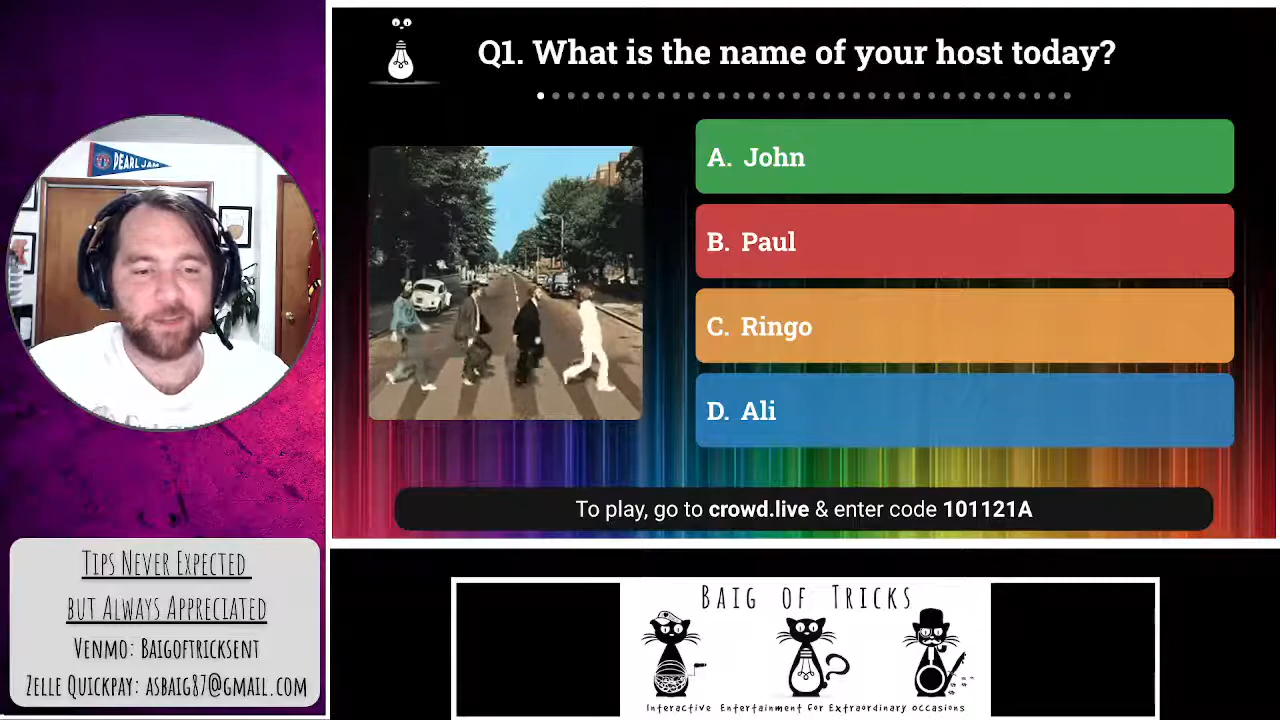 PEARL JAM
Tips Never Expected
but Always Appreciated
Venmo: Baigoftricksent
Zelle Quickpay: asbaig87@gmail.com
Q1. What is the name of your host today?
A. John
B. Paul
C. Ringo
D. Ali
To play, go to crowd.live & enter code 101121A
Baig of Tricks
Interactive Entertainment for Extraordinary Occasions